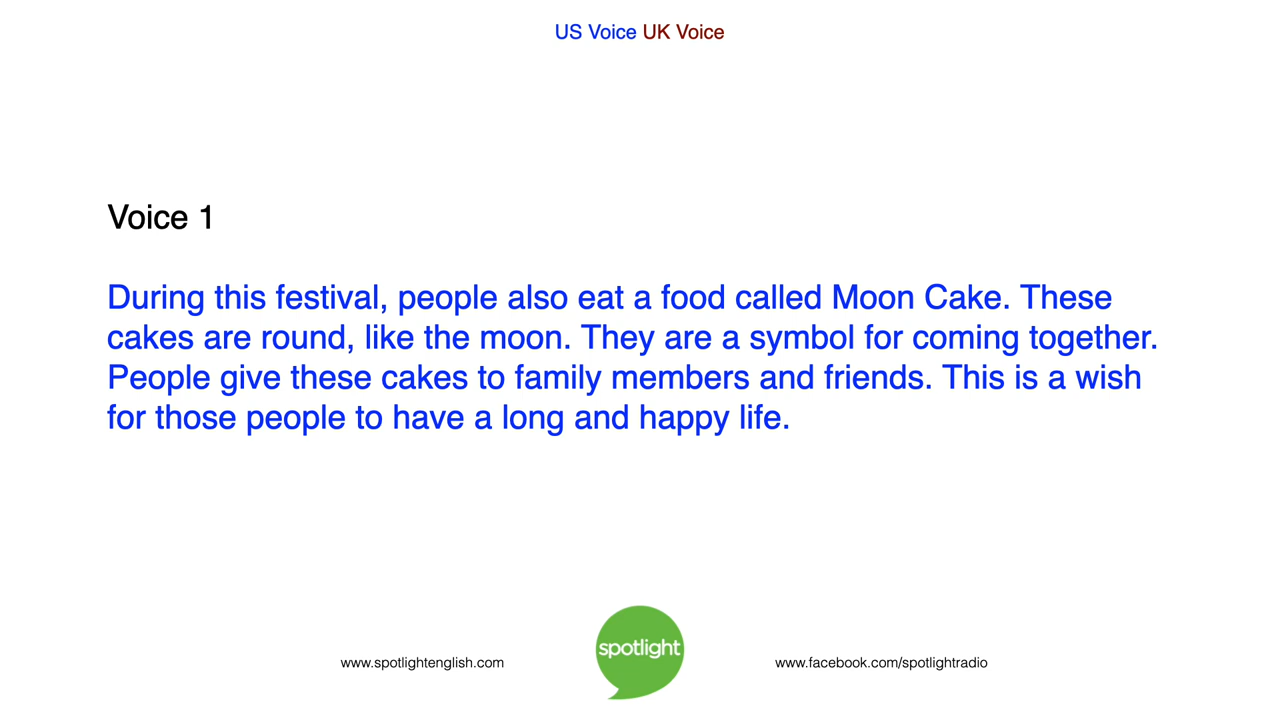 US Voice UK Voice
Voice 1
During this festival, people also eat a food called Moon Cake. These
cakes are round, like the moon. They are a symbol for coming together.
People give these cakes to family members and friends. This is a wish
for those people to have a long and happy life.
spotlight
www.spotlightenglish.com
www.facebook.com/spotlightradio